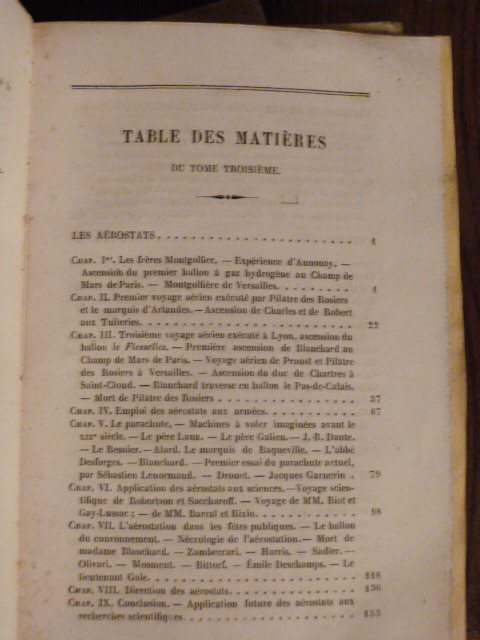 TABLE DES MATIÈRES
DU TOME TROISIÈME.
LES AÉROSTATS. . . . . . . . . . . . . . . . . . . . . . . 1
CHAP. Ier. Les frères Montgolfier. — Expérience d'Annonay. —
Ascension du premier ballon à gaz hydrogène au Champ de
Mars de Paris. — Montgolfière de Versailles. . . . . . . . . 1
CHAP. II. Premier voyage aérien exécuté par Pilâtre des Rosiers
et le marquis d'Arlandes. — Ascension de Charles et de Robert
aux Tuileries. . . . . . . . . . . . . . . . . . . . . . . 22
CHAP. III. Troisième voyage aérien exécuté à Lyon, ascension du
ballon le Flesselles. — Première ascension de Blanchard au
Champ de Mars de Paris. — Voyage aérien de Proust et Pilâtre
des Rosiers à Versailles. — Ascension du duc de Chartres à
Saint-Cloud. — Blanchard traverse en ballon le Pas-de-Calais.
— Mort de Pilâtre des Rosiers . . . . . . . . . . . . . . . 37
CHAP. IV. Emploi des aérostats aux armées. . . . . . . . . . 67
CHAP. V. Le parachute. — Machines à voler imaginées avant le
XIXe siècle. — Le père Lana. — Le père Galien. — J.-B. Dante.
— Le Besnier. — Alard. Le marquis de Baqueville. — L'abbé
Desforges. — Blanchard. — Premier essai du parachute actuel,
par Sébastien Lenormand. — Drouet. — Jacques Garnerin . . 79
CHAP. VI. Application des aérostats aux sciences. — Voyage scien-
tifique de Robertson et Saccharoff. — Voyage de MM. Biot et
Gay-Lussac ; — de MM. Barral et Bixio. . . . . . . . . . . . 98
CHAP. VII. L'aérostation dans les fêtes publiques. — Le ballon
du couronnement. — Nécrologie de l'aérostation. — Mort de
madame Blanchard. — Zambeccari. — Harris. — Sadler. —
Olivari. — Mosment. — Bittorf. — Émile Deschamps. — Le
lieutenant Gale. . . . . . . . . . . . . . . . . . . . . . 118
CHAP. VIII. Direction des aérostats. . . . . . . . . . . . . 136
CHAP. IX. Conclusion. — Application future des aérostats aux
recherches scientifiques. . . . . . . . . . . . . . . . . . 153